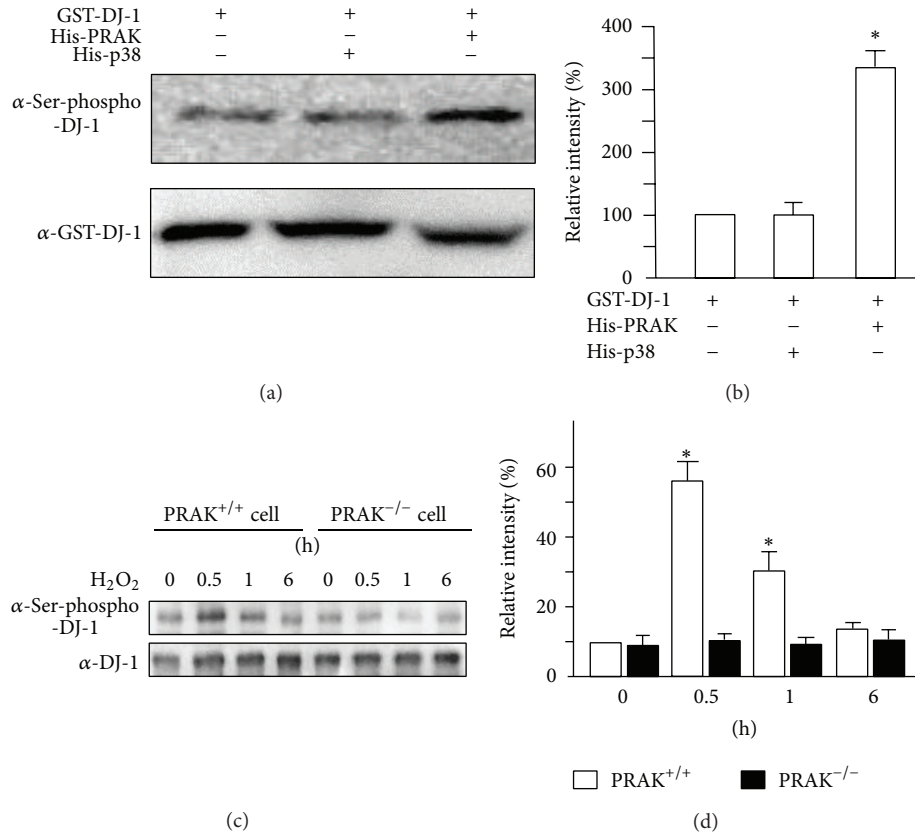 GST-DJ-1 + + +
His-PRAK − − +
His-p38 − + −
α-Ser-phospho
-DJ-1
α-GST-DJ-1
(a)
Relative intensity (%)
400
350
300
200
100
0
*
GST-DJ-1 + + +
His-PRAK − − +
His-p38 − + −
(b)
PRAK+/+ cell PRAK−/− cell
(h)
H2O2 0 0.5 1 6 0 0.5 1 6
α-Ser-phospho
-DJ-1
α-DJ-1
(c)
Relative intensity (%)
60
40
20
0
*
*
0 0.5 1 6
(h)
PRAK+/+ PRAK−/−
(d)